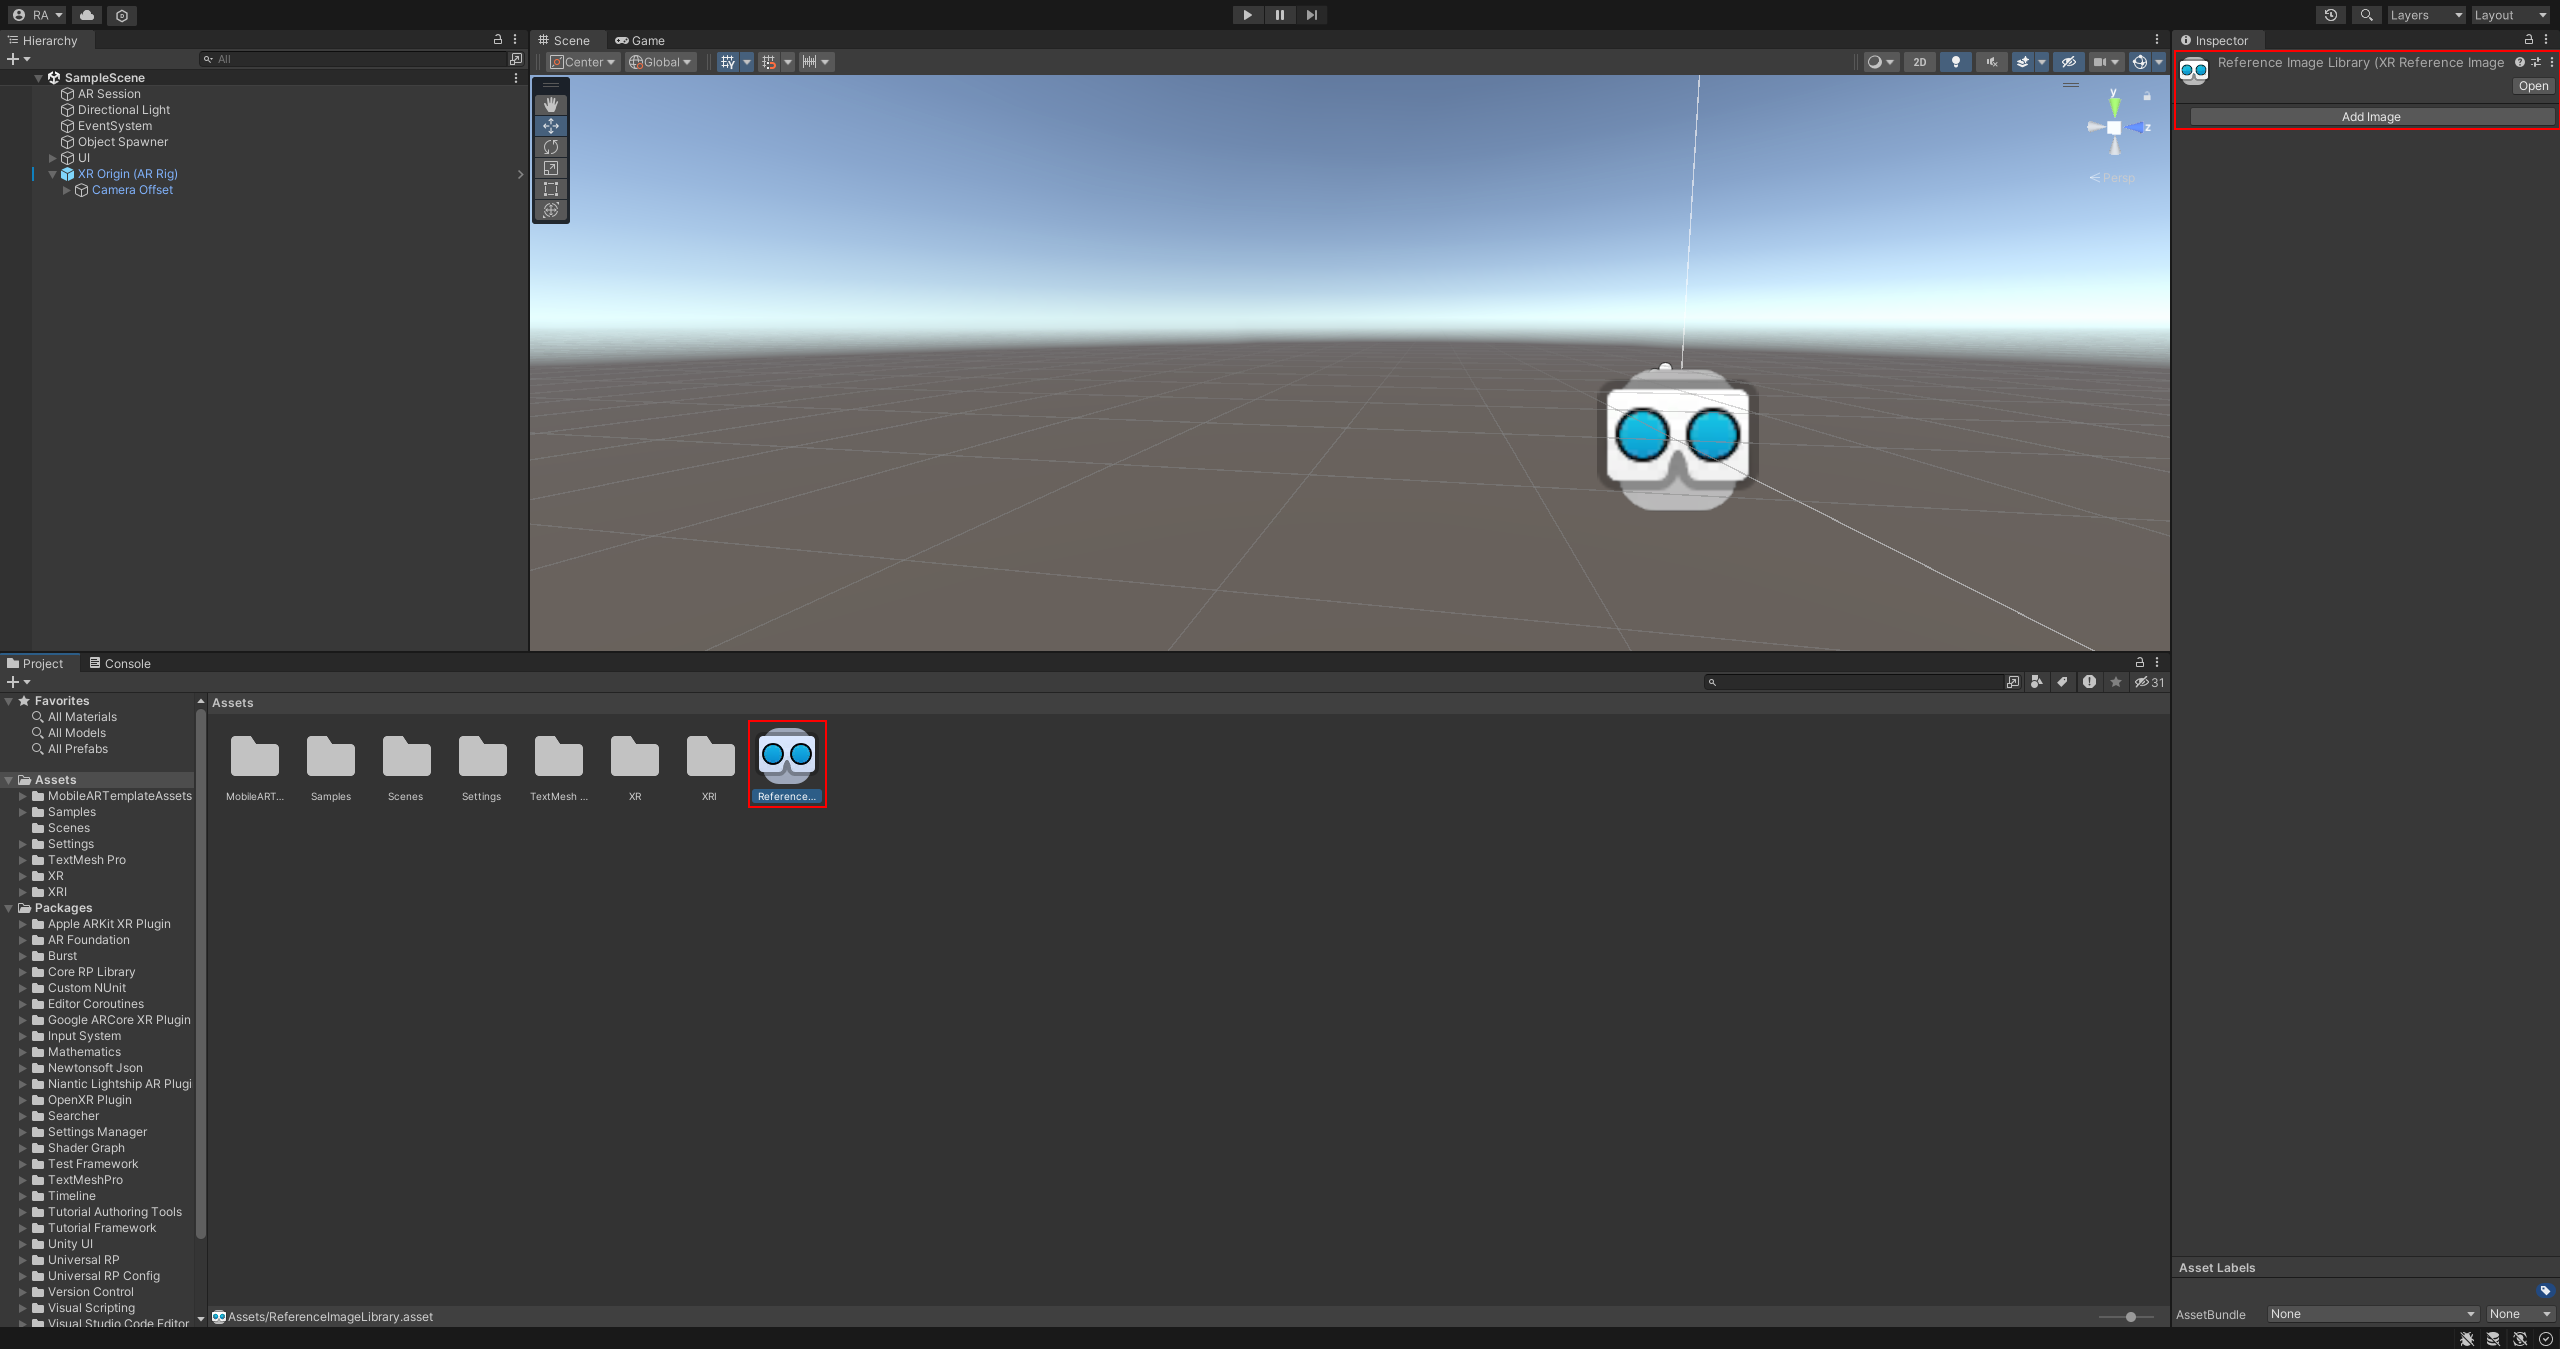 RA
Layers
Layout
Hierarchy
All
SampleScene
AR Session
Directional Light
EventSystem
Object Spawner
UI
XR Origin (AR Rig)
Camera Offset
Scene
Game
Center
Global
2D
y
z
Persp
Inspector
Reference Image Library (XR Reference Image
Open
Add Image
Project
Console
31
Favorites
All Materials
All Models
All Prefabs
Assets
MobileARTemplateAssets
Samples
Scenes
Settings
TextMesh Pro
XR
XRI
Packages
Apple ARKit XR Plugin
AR Foundation
Burst
Core RP Library
Custom NUnit
Editor Coroutines
Google ARCore XR Plugin
Input System
Mathematics
Newtonsoft Json
Niantic Lightship AR Plugi
OpenXR Plugin
Searcher
Settings Manager
Shader Graph
Test Framework
TextMeshPro
Timeline
Tutorial Authoring Tools
Tutorial Framework
Unity UI
Universal RP
Universal RP Config
Version Control
Visual Scripting
Visual Studio Code Editor
Assets
MobileART...
Samples
Scenes
Settings
TextMesh ...
XR
XRI
Reference...
Assets/ReferenceImageLibrary.asset
Asset Labels
AssetBundle
None
None